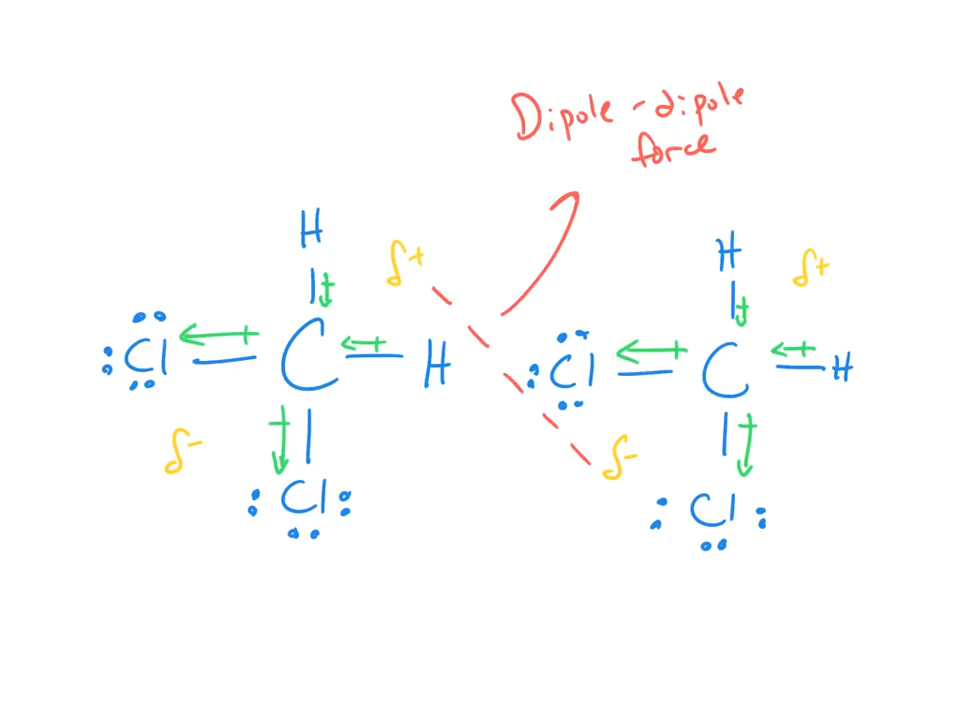 Dipole - dipole
force
H δ+ H δ+
Cl C H Cl C H
δ- δ-
Cl Cl